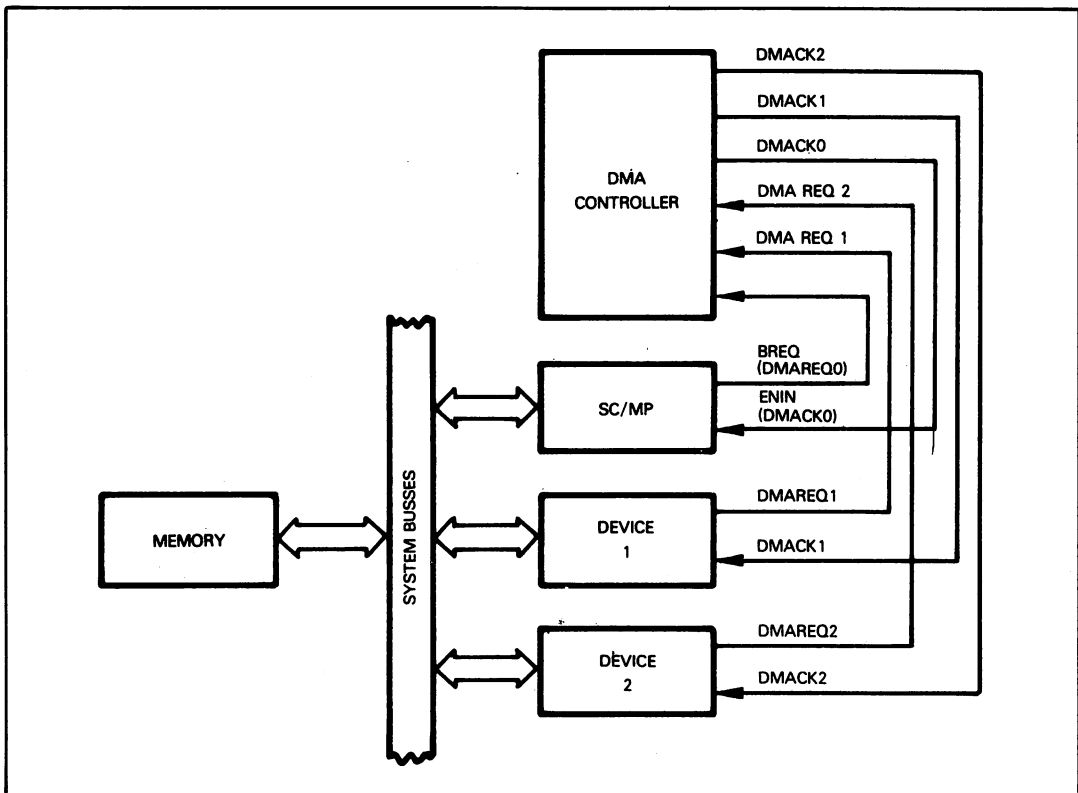 DMACK2
DMACK1
DMACK0
DMA
CONTROLLER
DMA REQ 2
DMA REQ 1
BREQ
(DMAREQ0)
SC/MP
ENIN
(DMACK0)
SYSTEM BUSSES
MEMORY
DEVICE
1
DMAREQ1
DMACK1
DEVICE
2
DMAREQ2
DMACK2